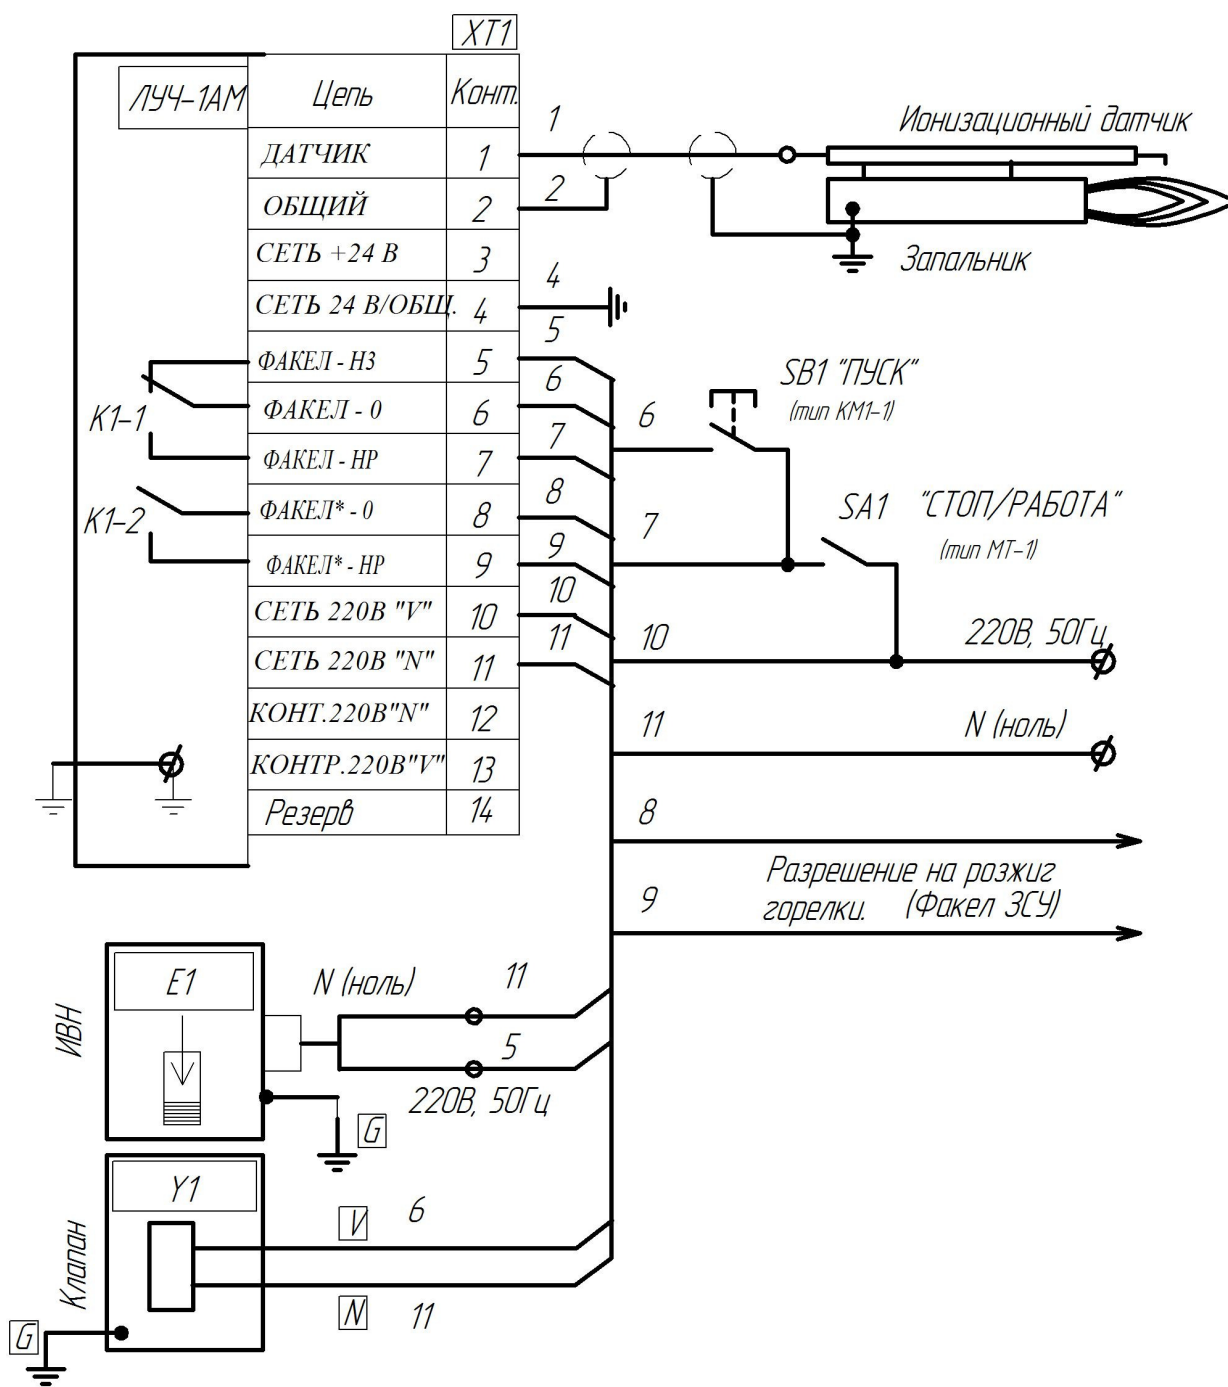 XT1
ЛУЧ-1АМ Цепь Конт.
ДАТЧИК 1
ОБЩИЙ 2
СЕТЬ +24 В 3
СЕТЬ 24 В/ОБЩ. 4
ФАКЕЛ - НЗ 5
ФАКЕЛ - 0 6
ФАКЕЛ - НР 7
ФАКЕЛ* - 0 8
ФАКЕЛ* - НР 9
СЕТЬ 220В "V" 10
СЕТЬ 220В "N" 11
КОНТ.220В"N" 12
КОНТР.220В"V" 13
Резерв 14
К1-1
К1-2
1
2
4
5
6
7
8
9
10
11
Ионизационный датчик
Запальник
SB1 "ПУСК"
(тип КМ1-1)
6
SA1 "СТОП/РАБОТА"
(тип МТ-1)
7
10
220В, 50Гц
11
N (ноль)
8
Разрешение на розжиг
горелки. (Факел ЗСУ)
9
ИВН
E1
N (ноль)
11
5
220В, 50Гц
G
Клапан
Y1
V
6
N
11
G